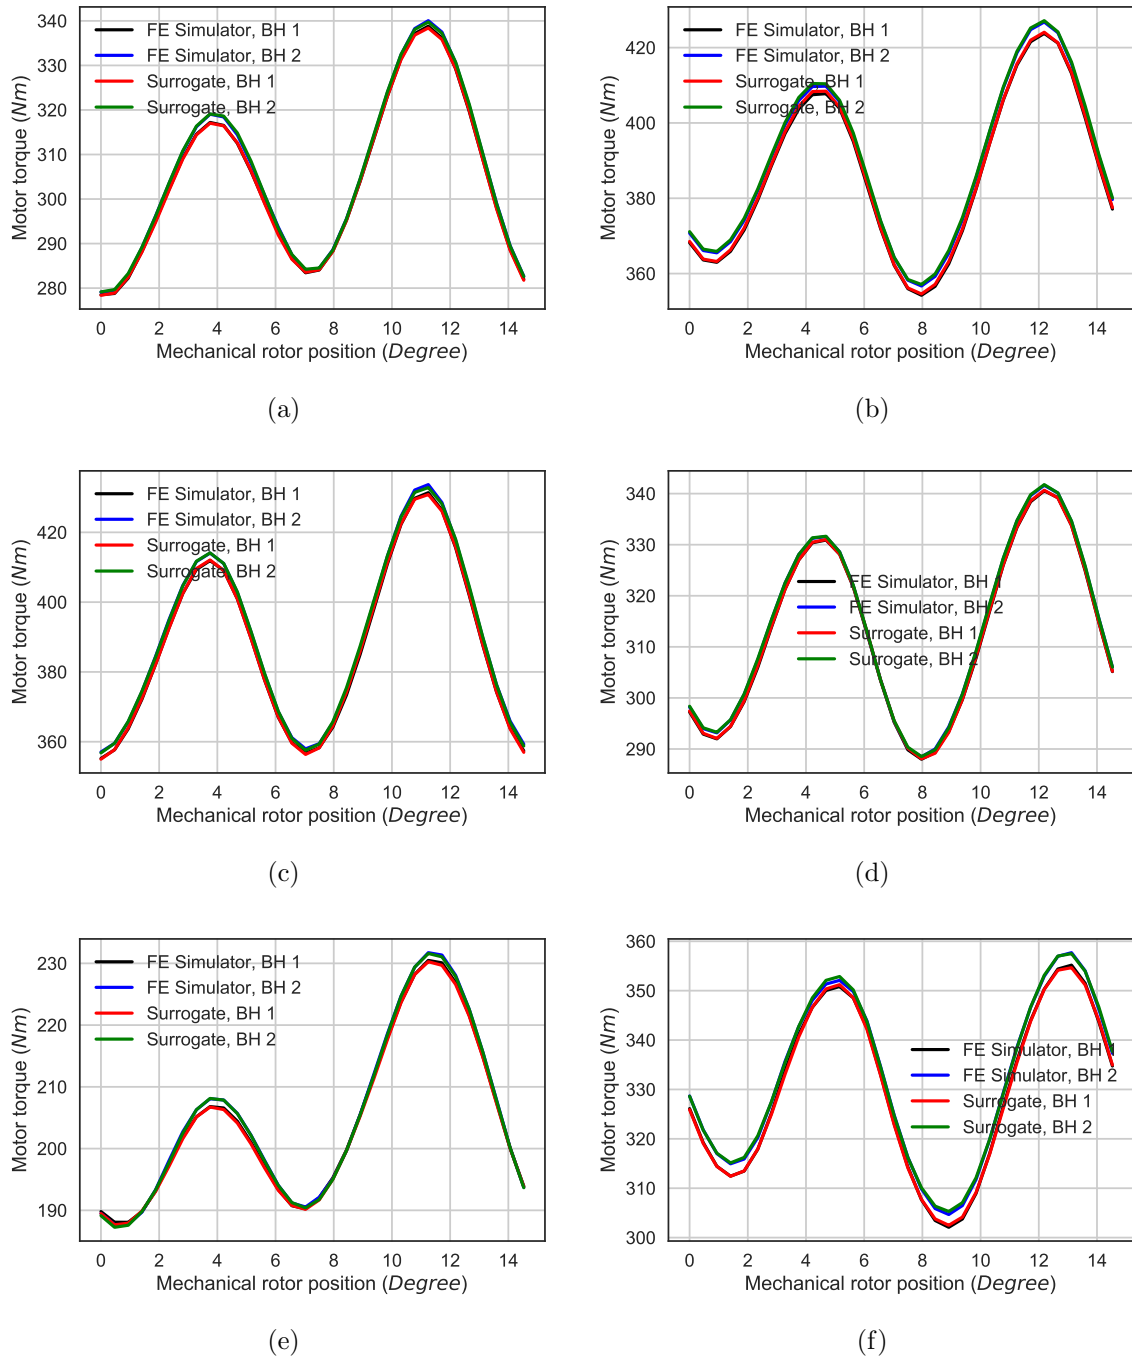 340
330
320
310
300
290
280
Motor torque (Nm)
FE Simulator, BH 1
FE Simulator, BH 2
Surrogate, BH 1
Surrogate, BH 2
0 2 4 6 8 10 12 14
Mechanical rotor position (Degree)
(a)
420
400
380
360
Motor torque (Nm)
FE Simulator, BH 1
FE Simulator, BH 2
Surrogate, BH 1
Surrogate, BH 2
0 2 4 6 8 10 12 14
Mechanical rotor position (Degree)
(b)
420
400
380
360
Motor torque (Nm)
FE Simulator, BH 1
FE Simulator, BH 2
Surrogate, BH 1
Surrogate, BH 2
0 2 4 6 8 10 12 14
Mechanical rotor position (Degree)
(c)
340
330
320
310
300
290
Motor torque (Nm)
FE Simulator, BH 1
FE Simulator, BH 2
Surrogate, BH 1
Surrogate, BH 2
0 2 4 6 8 10 12 14
Mechanical rotor position (Degree)
(d)
230
220
210
200
190
Motor torque (Nm)
FE Simulator, BH 1
FE Simulator, BH 2
Surrogate, BH 1
Surrogate, BH 2
0 2 4 6 8 10 12 14
Mechanical rotor position (Degree)
(e)
360
350
340
330
320
310
300
Motor torque (Nm)
FE Simulator, BH 1
FE Simulator, BH 2
Surrogate, BH 1
Surrogate, BH 2
0 2 4 6 8 10 12 14
Mechanical rotor position (Degree)
(f)